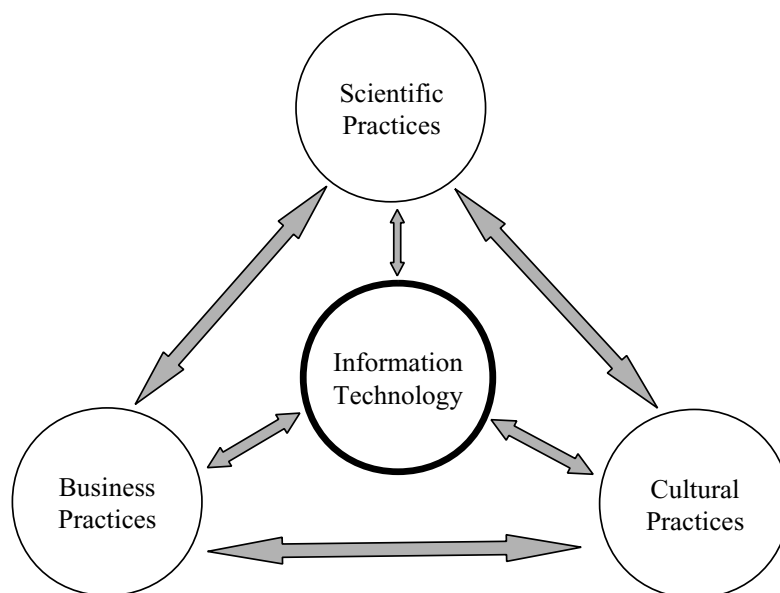 Scientific
Practices
Information
Technology
Business
Practices
Cultural
Practices